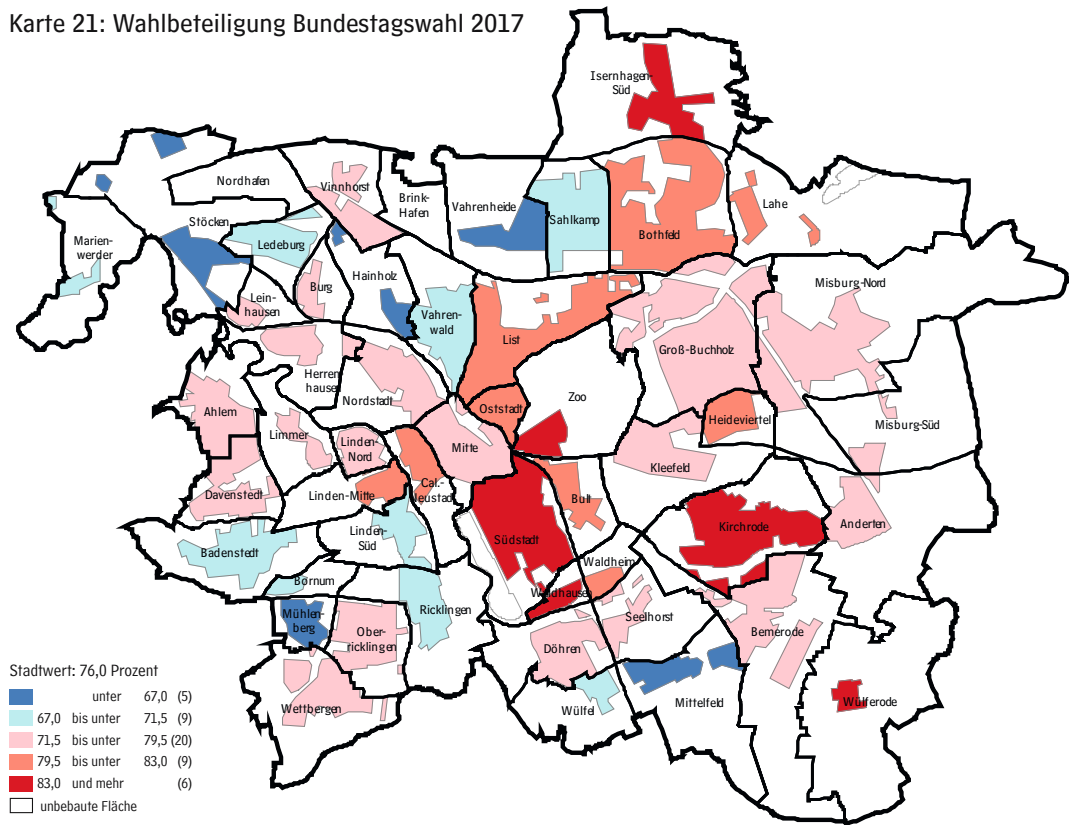 Karte 21: Wahlbeteiligung Bundestagswahl 2017
Isernhagen-
Süd
Nordhafen
Vinnhorst
Brink-
Hafen
Vahrenheide
Sahlkamp
Bothfeld
Lahe
Stöcken
Marien-
werder
Ledeburg
Hainholz
Burg
Lein-
hausen
Vahren-
wald
List
Misburg-Nord
Groß-Buchholz
Herren
hausen
Nordstadt
Zoo
Oststadt
Heideviertel
Misburg-Süd
Ahlem
Limmer
Linden-
Nord
Mitte
Kleefeld
Davenstedt
Linden-Mitte
Cal.-
Neustadt
Bult
Kirchrode
Anderten
Badenstedt
Linden-
Süd
Südstadt
Waldheim
Bornum
Waldhausen
Mühlen-
berg
Ober-
ricklingen
Ricklingen
Seelhorst
Bemerode
Döhren
Wettbergen
Wülfel
Mittelfeld
Wülferode
Stadtwert: 76,0 Prozent
unter 67,0 (5)
67,0 bis unter 71,5 (9)
71,5 bis unter 79,5 (20)
79,5 bis unter 83,0 (9)
83,0 und mehr (6)
unbebaute Fläche